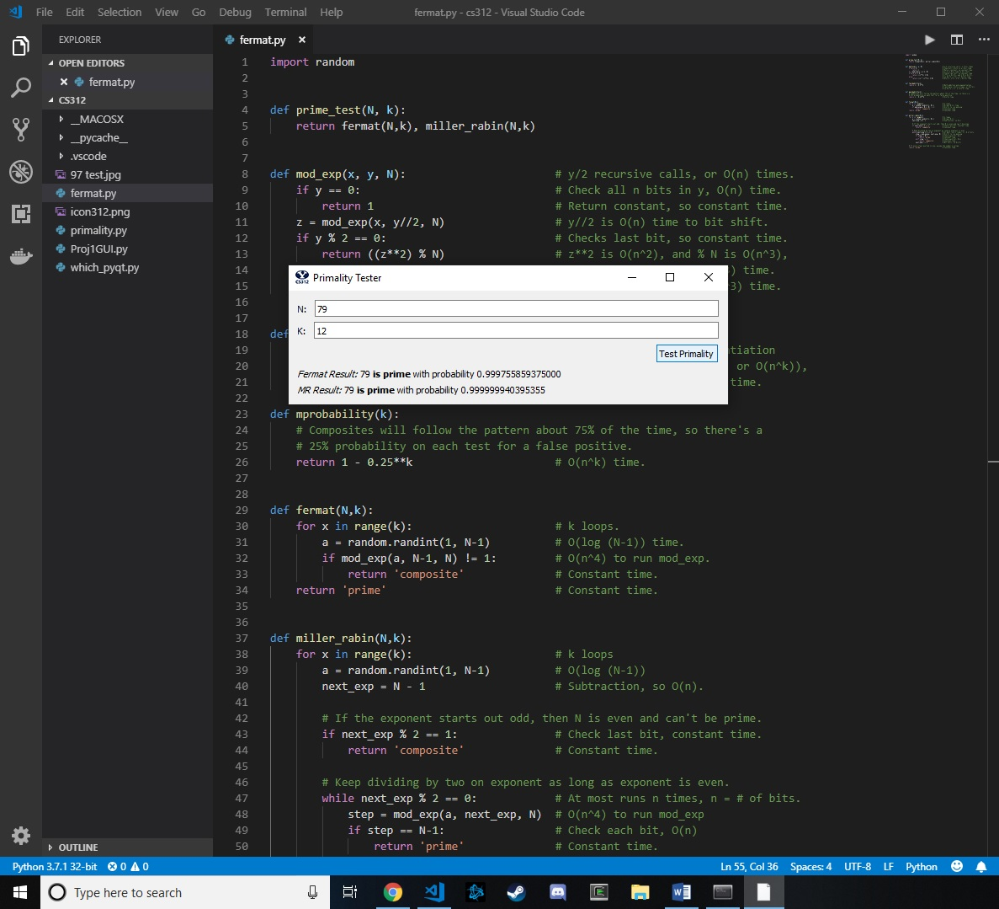 File Edit Selection View Go Debug Terminal Help fermat.py - cs312 - Visual Studio Code
EXPLORER
OPEN EDITORS
fermat.py
CS312
__MACOSX
__pycache__
.vscode
97 test.jpg
fermat.py
icon312.png
primality.py
Proj1GUI.py
which_pyqt.py
OUTLINE
fermat.py
1 import random
2
3
4 def prime_test(N, k):
5 return fermat(N,k), miller_rabin(N,k)
6
7
8 def mod_exp(x, y, N): # y/2 recursive calls, or O(n) times.
9 if y == 0: # Check all n bits in y, O(n) time.
10 return 1 # Return constant, so constant time.
11 z = mod_exp(x, y//2, N) # y//2 is O(n) time to bit shift.
12 if y % 2 == 0: # Checks last bit, so constant time.
13 return ((z**2) % N) # z**2 is O(n^2), and % N is O(n^3),
14 ) time.
15 3) time.
16
17
18 def
19 tiation
20 or O(n^k)),
21 time.
22
23 def mprobability(k):
24 # Composites will follow the pattern about 75% of the time, so there's a
25 # 25% probability on each test for a false positive.
26 return 1 - 0.25**k # O(n^k) time.
27
28
29 def fermat(N,k):
30 for x in range(k): # k loops.
31 a = random.randint(1, N-1) # O(log (N-1)) time.
32 if mod_exp(a, N-1, N) != 1: # O(n^4) to run mod_exp.
33 return 'composite' # Constant time.
34 return 'prime' # Constant time.
35
36
37 def miller_rabin(N,k):
38 for x in range(k): # k loops
39 a = random.randint(1, N-1) # O(log (N-1))
40 next_exp = N - 1 # Subtraction, so O(n).
41
42 # If the exponent starts out odd, then N is even and can't be prime.
43 if next_exp % 2 == 1: # Check last bit, constant time.
44 return 'composite' # Constant time.
45
46 # Keep dividing by two on exponent as long as exponent is even.
47 while next_exp % 2 == 0: # At most runs n times, n = # of bits.
48 step = mod_exp(a, next_exp, N) # O(n^4) to run mod_exp
49 if step == N-1: # Check each bit, O(n)
50 return 'prime' # Constant time.
CS312 Primality Tester
N: 79
K: 12
Test Primality
Fermat Result: 79 is prime with probability 0.999755859375000
MR Result: 79 is prime with probability 0.999999940395355
Python 3.7.1 32-bit 0 0 Ln 55, Col 36 Spaces: 4 UTF-8 LF Python
Type here to search